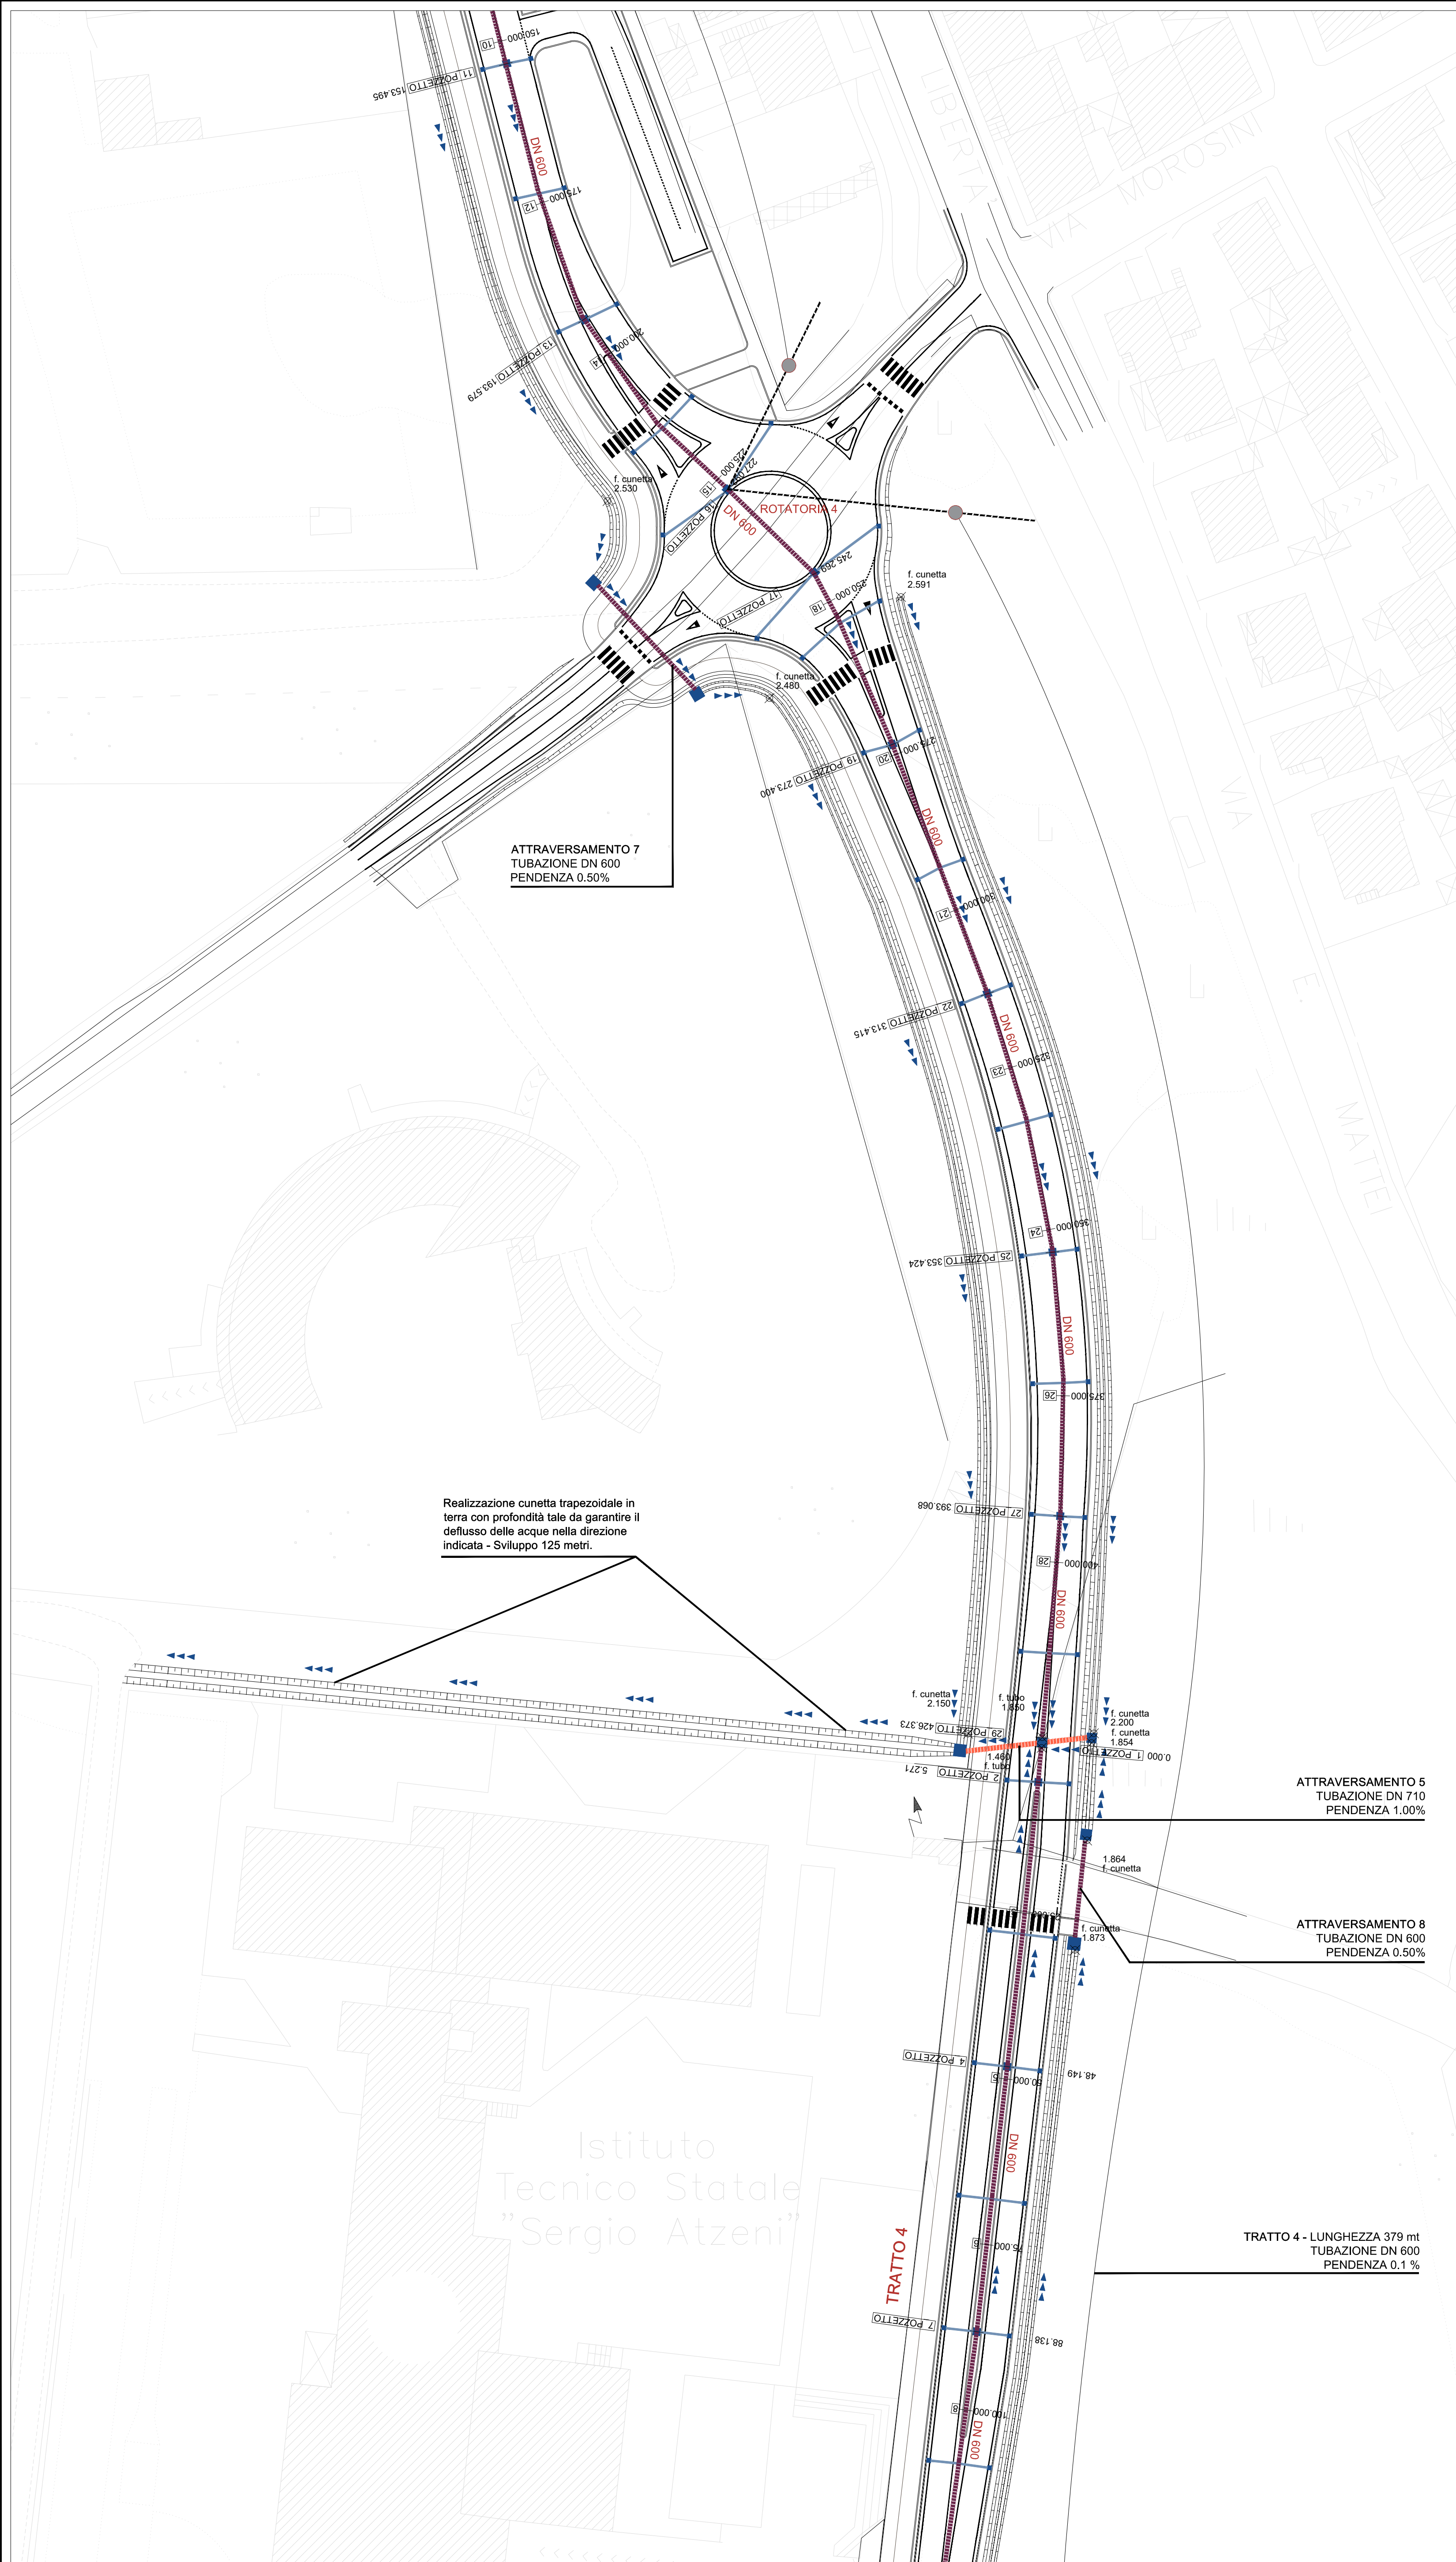 10
150.000
11 POZZETTO 153.495
DN 600
12
175.000
VIA MOROSINI
13 POZZETTO 193.579
14
200.000
f. cunetta
2.530
225.000
15
16 POZZETTO
DN 600
ROTATORIA 4
245.269
f. cunetta
2.591
250.000
18
17 POZZETTO
f. cunetta
2.480
275.000
20
19 POZZETTO 273.400
DN 600
ATTRAVERSAMENTO 7
TUBAZIONE DN 600
PENDENZA 0.50%
VIA
E.
MATTEI
21
300.000
22 POZZETTO 313.415
DN 600
23
325.000
24
350.000
25 POZZETTO 353.424
DN 600
26
375.000
27 POZZETTO 393.068
Realizzazione cunetta trapezoidale in
terra con profondità tale da garantire il
deflusso delle acque nella direzione
indicata - Sviluppo 125 metri.
28
400.000
DN 600
f. cunetta
2.150
f. tubo
1.850
f. cunetta
2.200
f. cunetta
1.854
29 POZZETTO 426.373
1.460
f. tubo
1 POZZETTO 0.000
2 POZZETTO 5.271
ATTRAVERSAMENTO 5
TUBAZIONE DN 710
PENDENZA 1.00%
1.864
f. cunetta
f. cunetta
1.873
ATTRAVERSAMENTO 8
TUBAZIONE DN 600
PENDENZA 0.50%
4 POZZETTO
48.149
50.000
DN 600
Istituto
Tecnico Statale
"Sergio Atzeni"
75.000
TRATTO 4
TRATTO 4 - LUNGHEZZA 379 mt
TUBAZIONE DN 600
PENDENZA 0.1 %
7 POZZETTO
88.138
8
100.000
DN 600